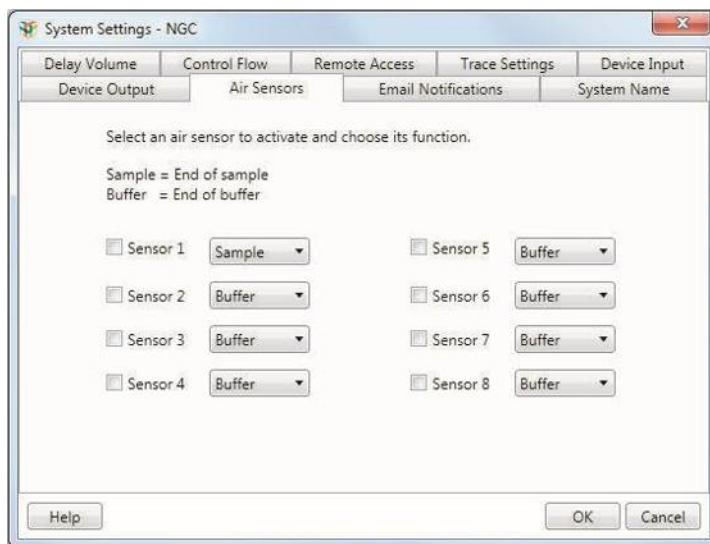 System Settings - NGC
Delay Volume Control Flow Remote Access Trace Settings Device Input
Device Output Air Sensors Email Notifications System Name
Select an air sensor to activate and choose its function.
Sample = End of sample
Buffer = End of buffer
Sensor 1 Sample Sensor 5 Buffer
Sensor 2 Buffer Sensor 6 Buffer
Sensor 3 Buffer Sensor 7 Buffer
Sensor 4 Buffer Sensor 8 Buffer
Help OK Cancel